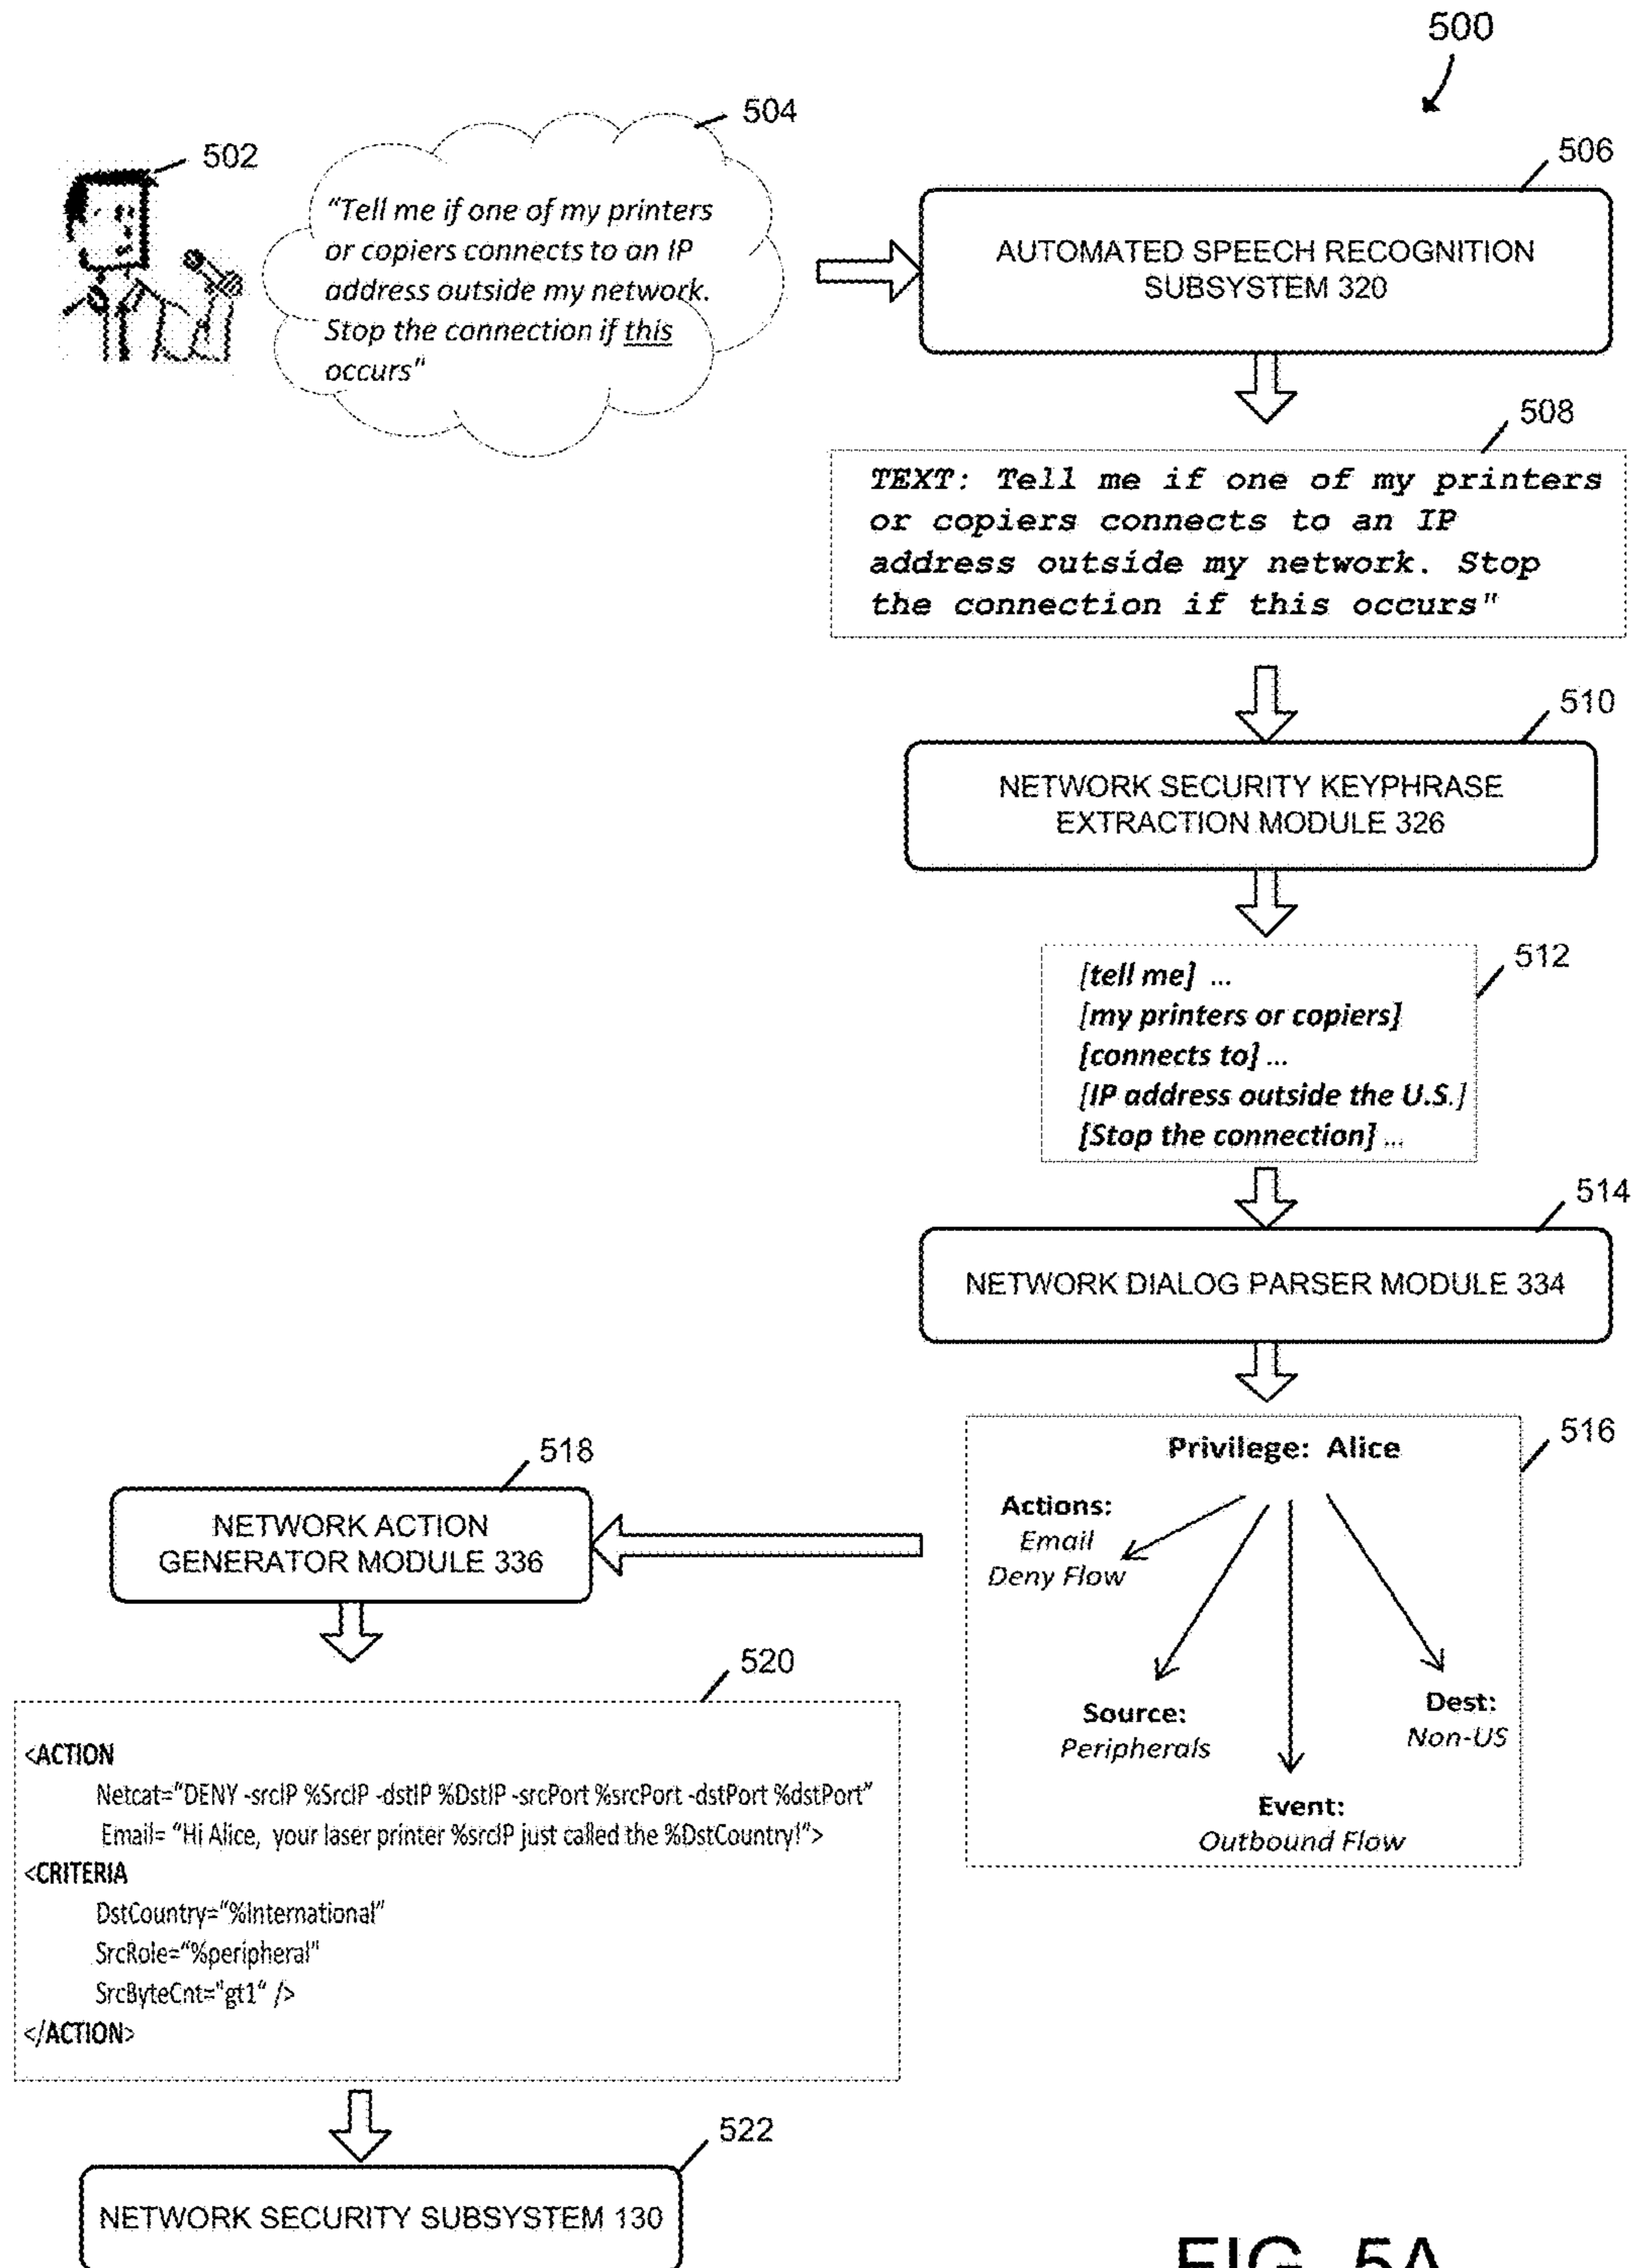 500
504
502
506
"Tell me if one of my printers
or copiers connects to an IP
address outside my network.
Stop the connection if this
occurs"
AUTOMATED SPEECH RECOGNITION
SUBSYSTEM 320
508
TEXT: Tell me if one of my printers
or copiers connects to an IP
address outside my network. Stop
the connection if this occurs"
510
NETWORK SECURITY KEYPHRASE
EXTRACTION MODULE 326
512
[tell me] ...
[my printers or copiers]
[connects to] ...
[IP address outside the U.S.]
[Stop the connection] ...
514
NETWORK DIALOG PARSER MODULE 334
516
Privilege: Alice
Actions:
Email
Deny Flow
Source:
Peripherals
Dest:
Non-US
Event:
Outbound Flow
518
NETWORK ACTION
GENERATOR MODULE 336
520
<ACTION
Netcat="DENY -srcIP %SrcIP -dstIP %DstIP -srcPort %srcPort -dstPort %dstPort"
Email= "Hi Alice, your laser printer %srcIP just called the %DstCountry!">
<CRITERIA
DstCountry="%International"
SrcRole="%peripheral"
SrcByteCnt="gt1" />
</ACTION>
522
NETWORK SECURITY SUBSYSTEM 130
FIG. 5A